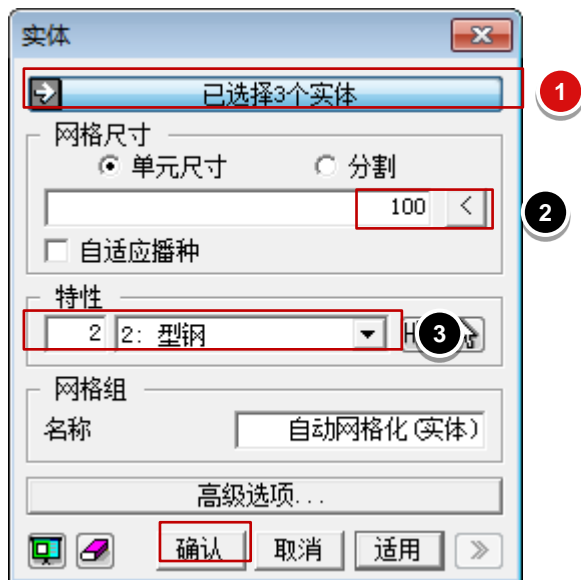 实体
已选择3个实体
1
网格尺寸
单元尺寸 分割
100 <
2
自适应播种
特性
2 2: 型钢
3
网格组
名称 自动网格化(实体)
高级选项...
确认 取消 适用 >>